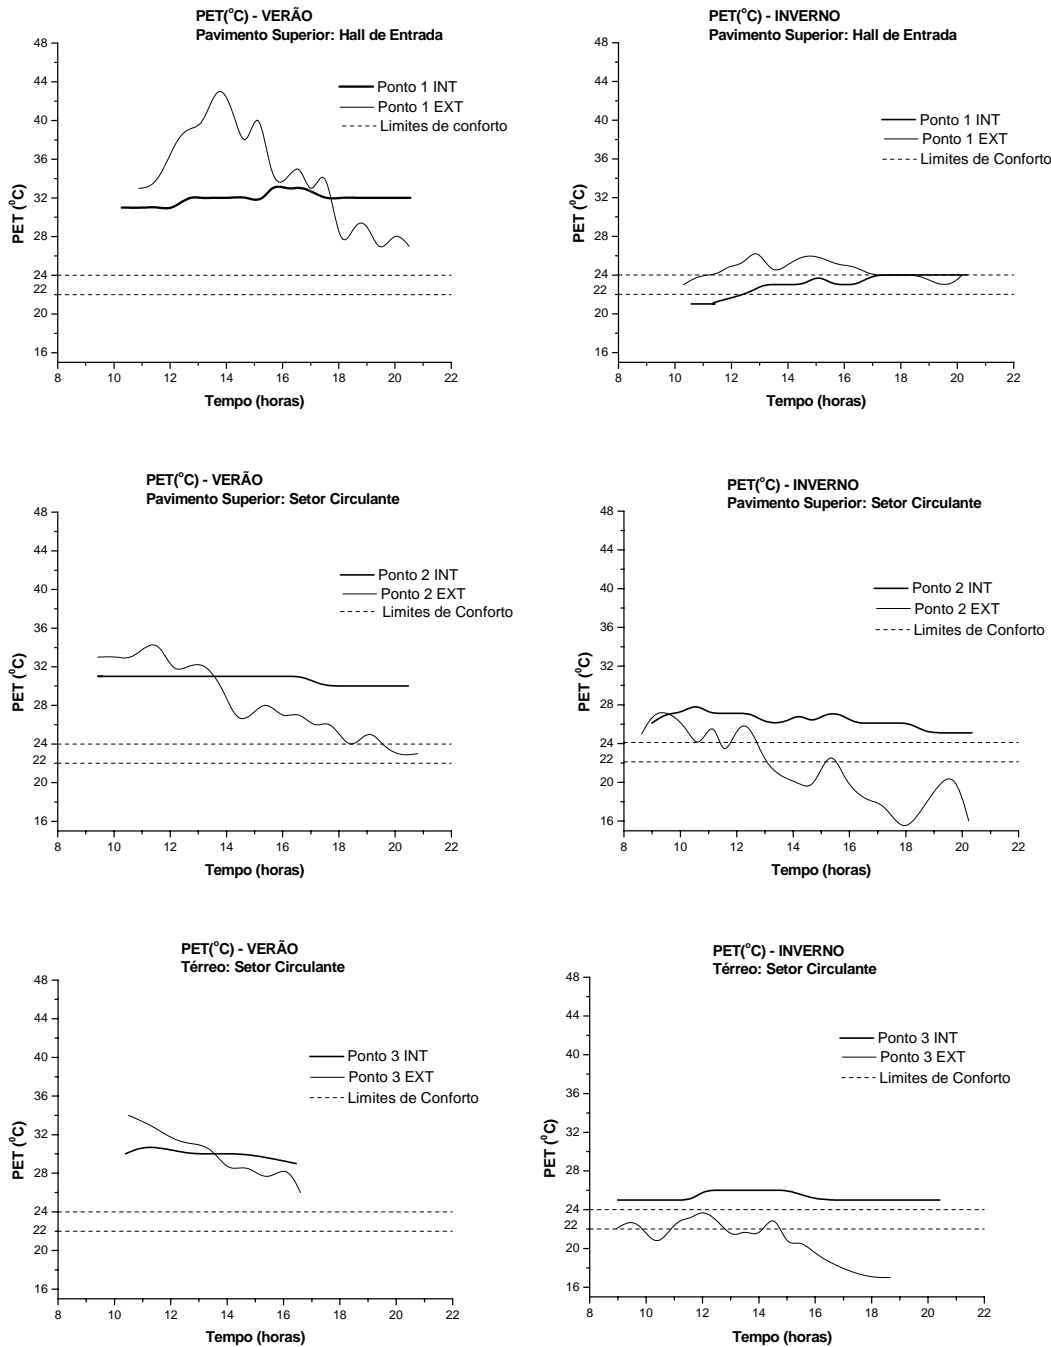 PET(°C) - VERÃO
Pavimento Superior: Hall de Entrada
48
44
40
36
32
28
24
22
20
16
PET (⁰C)
Ponto 1 INT
Ponto 1 EXT
Limites de conforto
8 10 12 14 16 18 20 22
Tempo (horas)
PET(°C) - INVERNO
Pavimento Superior: Hall de Entrada
48
44
40
36
32
28
24
22
20
16
PET (⁰C)
Ponto 1 INT
Ponto 1 EXT
Limites de Conforto
8 10 12 14 16 18 20 22
Tempo (horas)
PET(°C) - VERÃO
Pavimento Superior: Setor Circulante
48
44
40
36
32
28
24
22
20
16
PET (⁰C)
Ponto 2 INT
Ponto 2 EXT
Limites de Conforto
8 10 12 14 16 18 20 22
Tempo (horas)
PET(°C) - INVERNO
Pavimento Superior: Setor Circulante
48
44
40
36
32
28
24
22
20
16
PET (⁰C)
Ponto 2 INT
Ponto 2 EXT
Limites de Conforto
8 10 12 14 16 18 20 22
Tempo (horas)
PET(°C) - VERÃO
Térreo: Setor Circulante
48
44
40
36
32
28
24
22
20
16
PET (⁰C)
Ponto 3 INT
Ponto 3 EXT
Limites de Conforto
8 10 12 14 16 18 20 22
Tempo (horas)
PET(°C) - INVERNO
Térreo: Setor Circulante
48
44
40
36
32
28
24
22
20
16
PET (⁰C)
Ponto 3 INT
Ponto 3 EXT
Limites de Conforto
8 10 12 14 16 18 20 22
Tempo (horas)